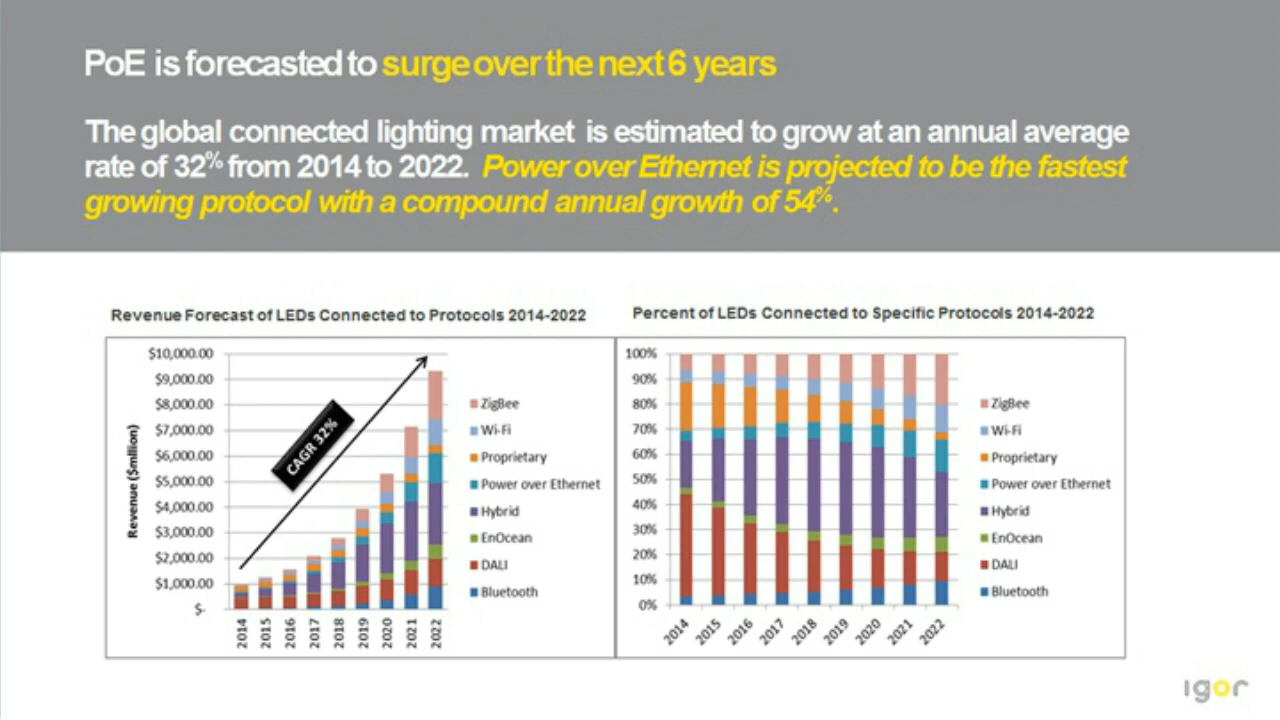 PoE is forecasted to surge over the next 6 years
The global connected lighting market is estimated to grow at an annual average
rate of 32% from 2014 to 2022. Power over Ethernet is projected to be the fastest
growing protocol with a compound annual growth of 54%.
Revenue Forecast of LEDs Connected to Protocols 2014-2022
Revenue ($million)
$10,000.00
$9,000.00
$8,000.00
$7,000.00
$6,000.00
$5,000.00
$4,000.00
$3,000.00
$2,000.00
$1,000.00
$-
CAGR 32%
2014 2015 2016 2017 2018 2019 2020 2021 2022
ZigBee
Wi-Fi
Proprietary
Power over Ethernet
Hybrid
EnOcean
DALI
Bluetooth
Percent of LEDs Connected to Specific Protocols 2014-2022
100%
90%
80%
70%
60%
50%
40%
30%
20%
10%
0%
2014 2015 2016 2017 2018 2019 2020 2021 2022
ZigBee
Wi-Fi
Proprietary
Power over Ethernet
Hybrid
EnOcean
DALI
Bluetooth
igor